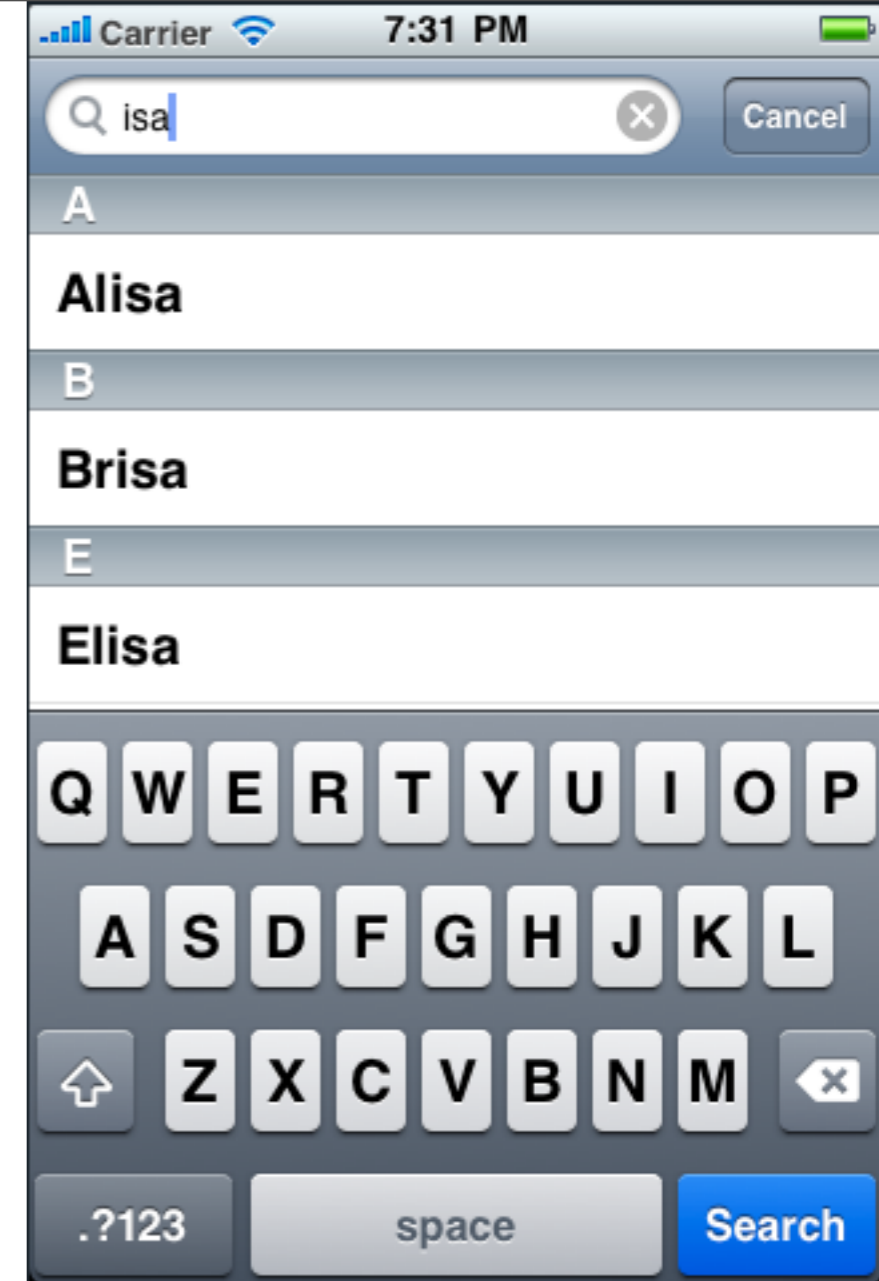 Carrier 7:31 PM
isa Cancel
A
Alisa
B
Brisa
E
Elisa
Q W E R T Y U I O P
A S D F G H J K L
Z X C V B N M
.?123 space Search